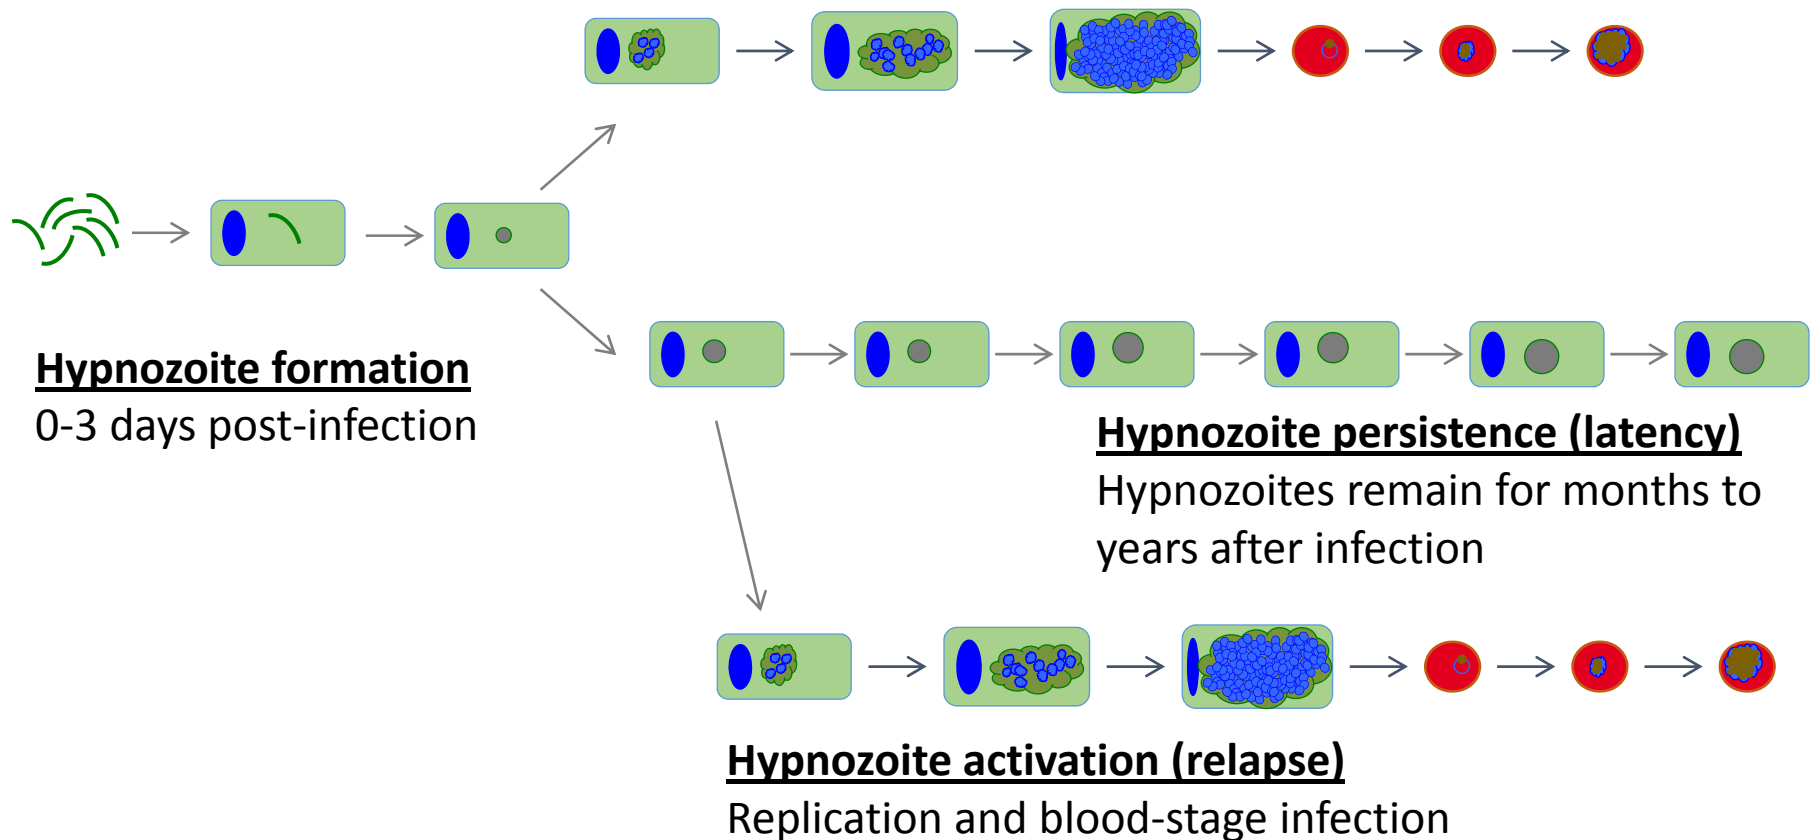 Hypnozoite formation
0-3 days post-infection
Hypnozoite persistence (latency)
Hypnozoites remain for months to
years after infection
Hypnozoite activation (relapse)
Replication and blood-stage infection